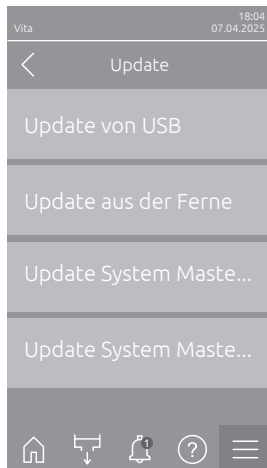 18:04
Vita 07.04.2025
Update
Update von USB
Update aus der Ferne
Update System Maste...
Update System Maste...
1
?